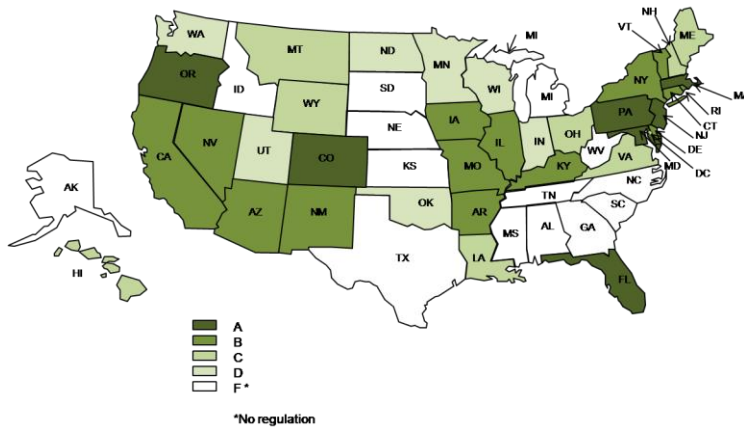 WA
MT
ND
MN
MI
VT
NH
ME
OR
ID
SD
WI
MI
NY
MA
WY
NE
IA
PA
RI
CT
NJ
NV
UT
CO
KS
IL
IN
OH
WV
VA
DE
MD
DC
CA
MO
KY
NC
AZ
NM
OK
AR
TN
SC
AK
TX
LA
MS
AL
GA
HI
FL
A
B
C
D
F *
*No regulation